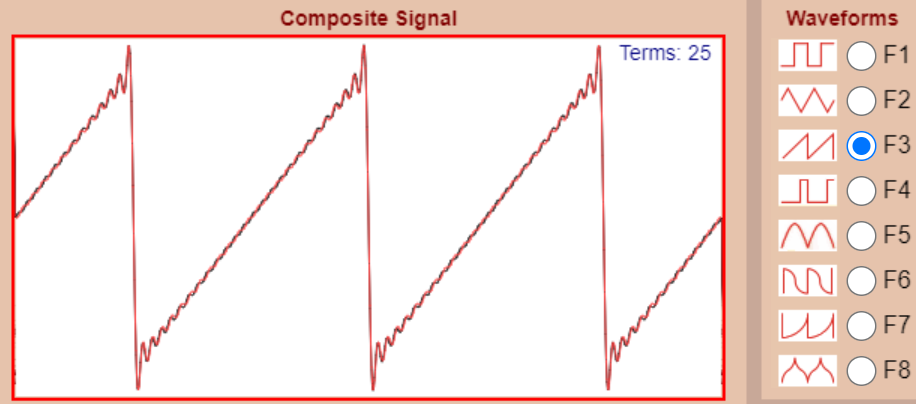 Composite Signal
Terms: 25
Waveforms
F1
F2
F3
F4
F5
F6
F7
F8